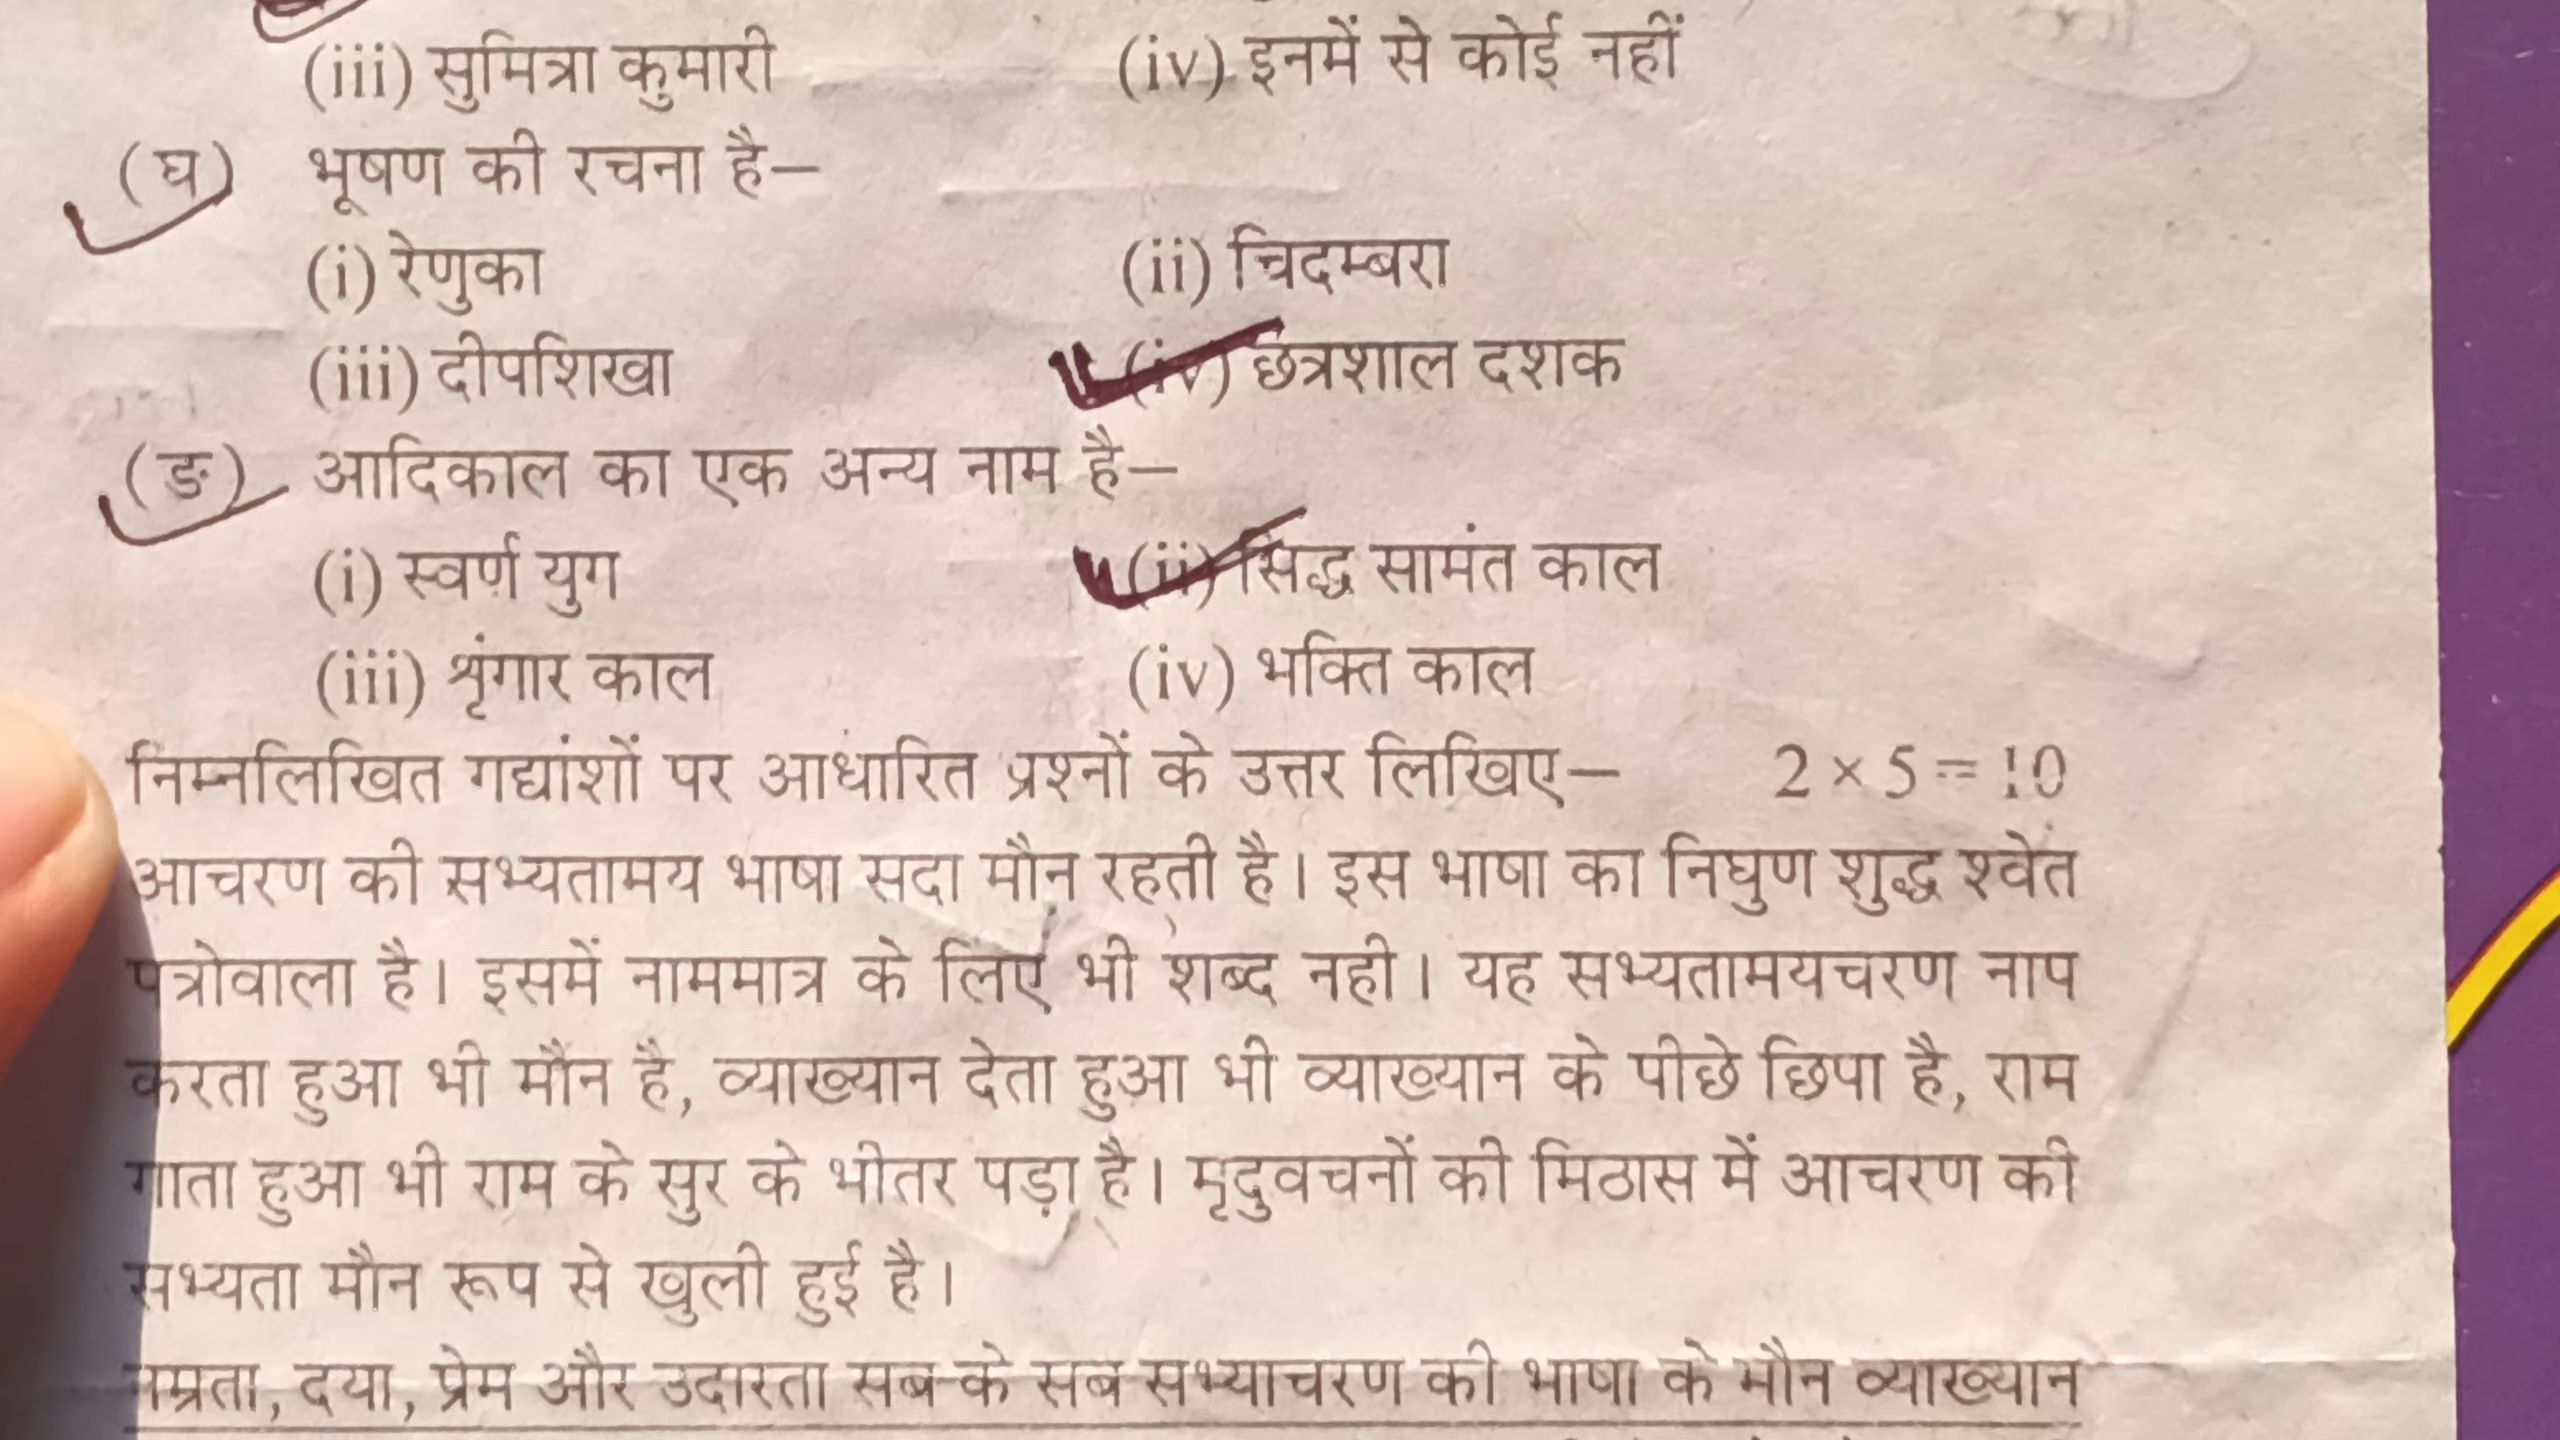 (iii) सुमित्रा कुमारी (iv) इनमें से कोई नहीं
(घ) भूषण की रचना है–
(i) रेणुका (ii) चिदम्बरा
(iii) दीपशिखा (iv) छत्रशाल दशक
(ङ) आदिकाल का एक अन्य नाम है–
(i) स्वर्ण युग (ii) सिद्ध सामंत काल
(iii) शृंगार काल (iv) भक्ति काल
निम्नलिखित गद्यांशों पर आधारित प्रश्नों के उत्तर लिखिए– 2 × 5 = 10
आचरण की सभ्यतामय भाषा सदा मौन रहती है। इस भाषा का निघुण शुद्ध श्वेत
पत्रोवाला है। इसमें नाममात्र के लिए भी शब्द नही। यह सभ्यतामयचरण नाप
करता हुआ भी मौन है, व्याख्यान देता हुआ भी व्याख्यान के पीछे छिपा है, राम
गाता हुआ भी राम के सुर के भीतर पड़ा है। मृदुवचनों की मिठास में आचरण की
सभ्यता मौन रूप से खुली हुई है।
नम्रता, दया, प्रेम और उदारता सब के सब सभ्याचरण की भाषा के मौन व्याख्यान